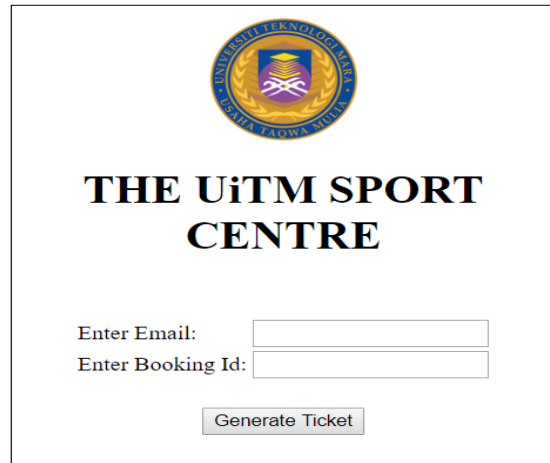 UNIVERSITI TEKNOLOGI MARA
USAHA TAQWA MULIA
THE UiTM SPORT
CENTRE
Enter Email:
Enter Booking Id:
Generate Ticket